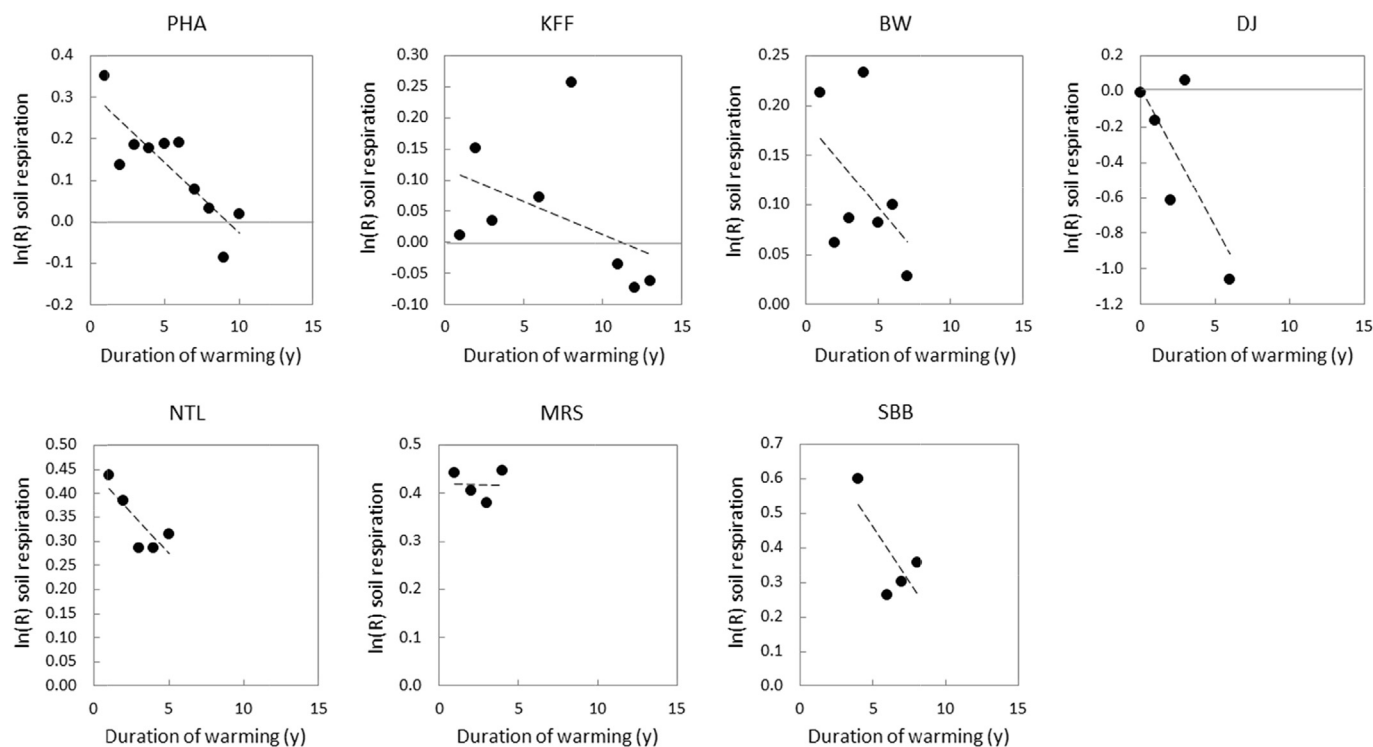 PHA
ln(R) soil respiration
0.4
0.3
0.2
0.1
0.0
-0.1
-0.2
0 5 10 15
Duration of warming (y)
KFF
ln(R) soil respiration
0.30
0.25
0.20
0.15
0.10
0.05
0.00
-0.05
-0.10
0 5 10 15
Duration of warming (y)
BW
ln(R) soil respiration
0.25
0.20
0.15
0.10
0.05
0.00
0 5 10 15
Duration of warming (y)
DJ
ln(R) soil respiration
0.2
0.0
-0.2
-0.4
-0.6
-0.8
-1.0
-1.2
0 5 10 15
Duration of warming (y)
NTL
ln(R) soil respiration
0.50
0.45
0.40
0.35
0.30
0.25
0.20
0.15
0.10
0.05
0.00
0 5 10 15
Duration of warming (y)
MRS
ln(R) soil respiration
0.5
0.4
0.3
0.2
0.1
0.0
0 5 10 15
Duration of warming (y)
SBB
ln(R) soil respiration
0.7
0.6
0.5
0.4
0.3
0.2
0.1
0.0
0 5 10 15
Duration of warming (y)